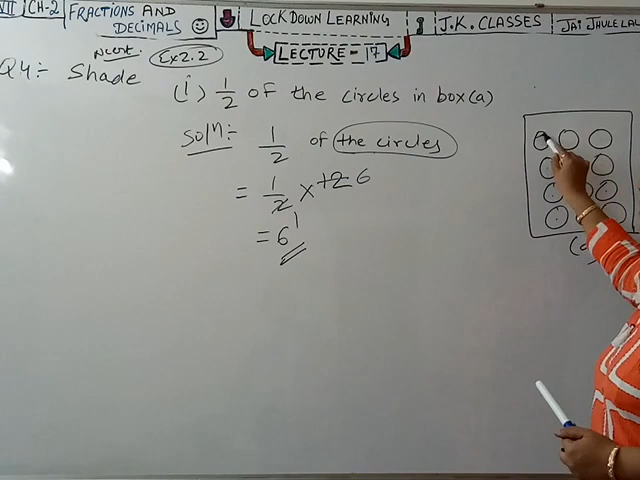 VII CH-2 FRACTIONS AND DECIMALS
LOCKDOWN LEARNING
LECTURE-17
J.K. CLASSES JAI JHULELAL
Ncert. Ex 2.2
Q4:- Shade
(i) 1/2 of the circles in box(a)
Soln:- 1/2 of the circles
= 1/2 x 12 6
1
= 6